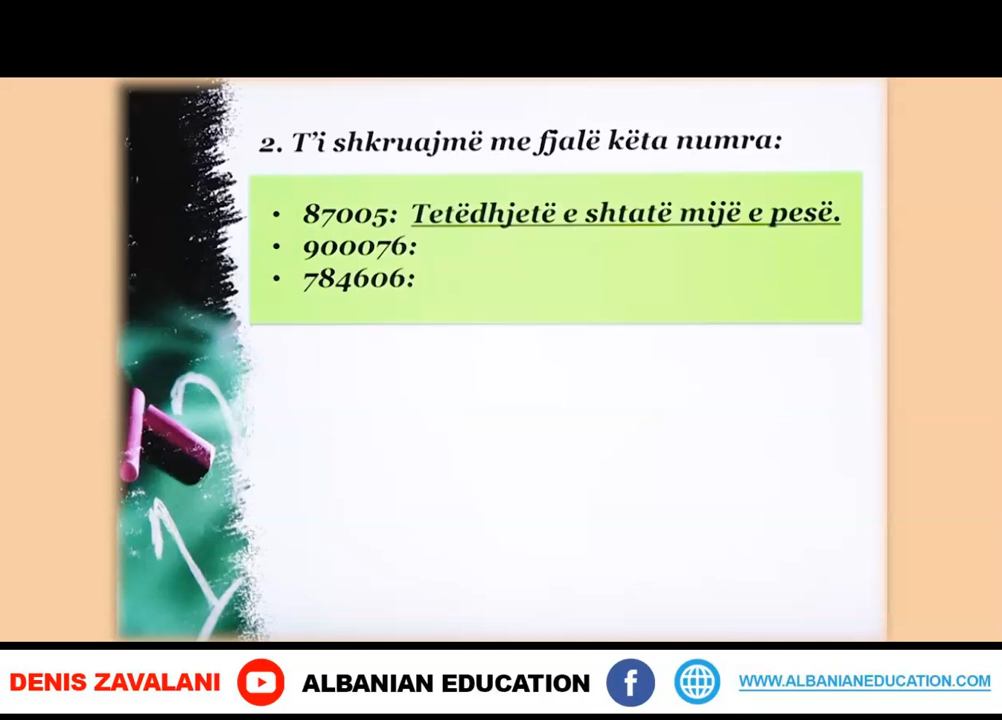 2. T'i shkruajmë me fjalë këta numra:
• 87005: Tetëdhjetë e shtatë mijë e pesë.
• 900076:
• 784606:
DENIS ZAVALANI ALBANIAN EDUCATION f WWW.ALBANIANEDUCATION.COM